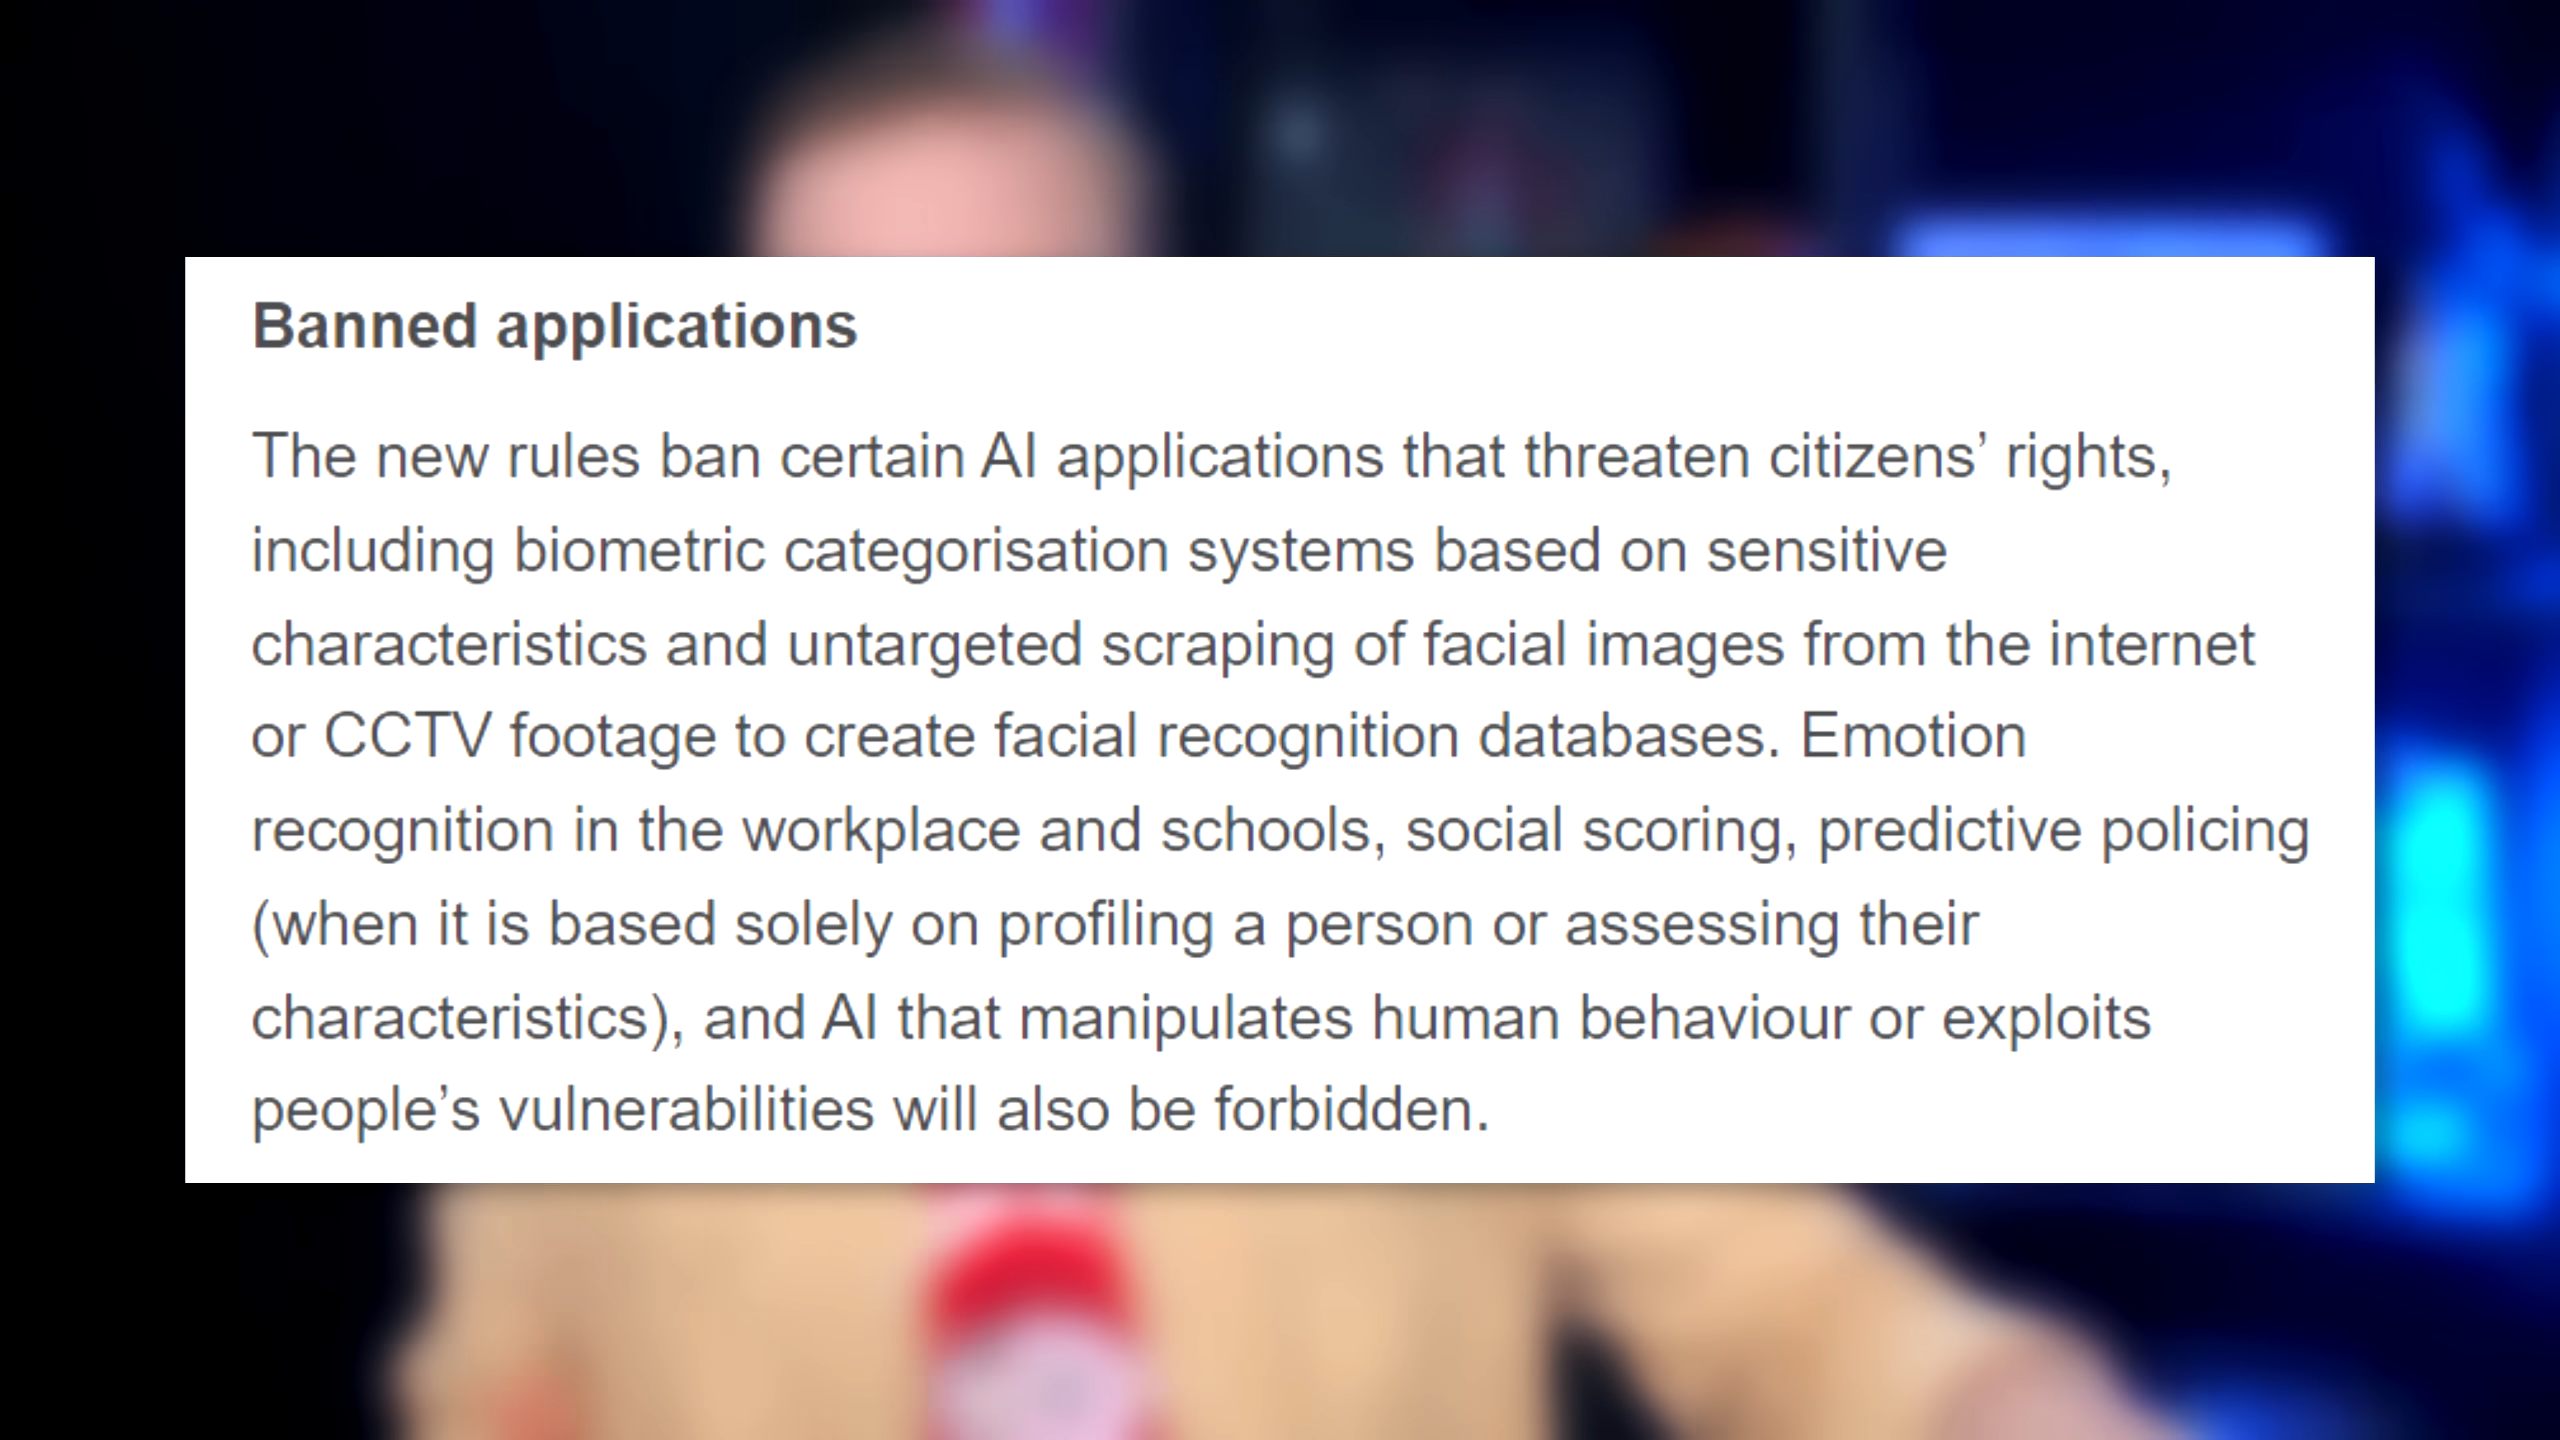 Banned applications
The new rules ban certain AI applications that threaten citizens’ rights,
including biometric categorisation systems based on sensitive
characteristics and untargeted scraping of facial images from the internet
or CCTV footage to create facial recognition databases. Emotion
recognition in the workplace and schools, social scoring, predictive policing
(when it is based solely on profiling a person or assessing their
characteristics), and AI that manipulates human behaviour or exploits
people’s vulnerabilities will also be forbidden.